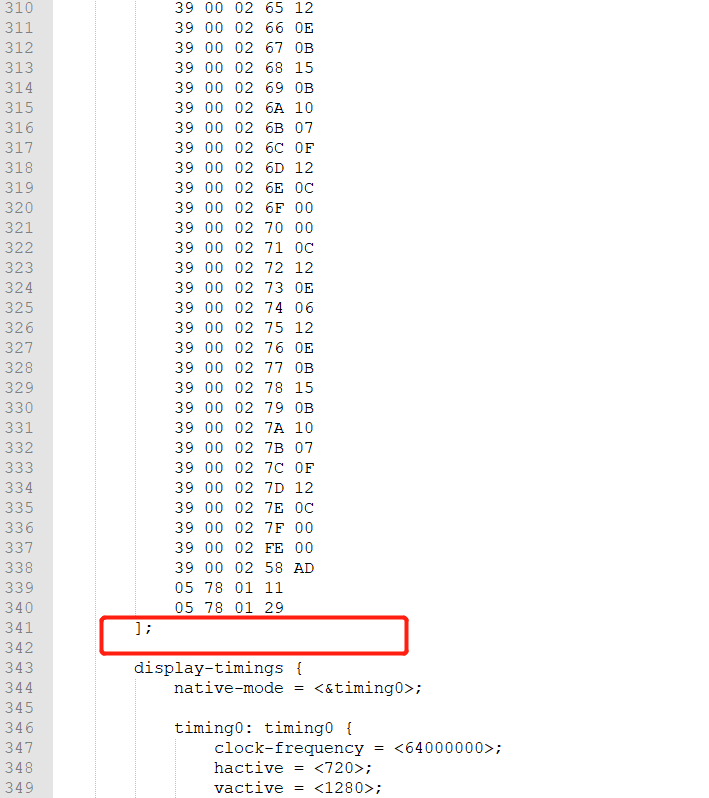 310 39 00 02 65 12
311 39 00 02 66 0E
312 39 00 02 67 0B
313 39 00 02 68 15
314 39 00 02 69 0B
315 39 00 02 6A 10
316 39 00 02 6B 07
317 39 00 02 6C 0F
318 39 00 02 6D 12
319 39 00 02 6E 0C
320 39 00 02 6F 00
321 39 00 02 70 00
322 39 00 02 71 0C
323 39 00 02 72 12
324 39 00 02 73 0E
325 39 00 02 74 06
326 39 00 02 75 12
327 39 00 02 76 0E
328 39 00 02 77 0B
329 39 00 02 78 15
330 39 00 02 79 0B
331 39 00 02 7A 10
332 39 00 02 7B 07
333 39 00 02 7C 0F
334 39 00 02 7D 12
335 39 00 02 7E 0C
336 39 00 02 7F 00
337 39 00 02 FE 00
338 39 00 02 58 AD
339 05 78 01 11
340 05 78 01 29
341 ];
342
343 display-timings {
344 native-mode = <&timing0>;
345
346 timing0: timing0 {
347 clock-frequency = <64000000>;
348 hactive = <720>;
349 vactive = <1280>;